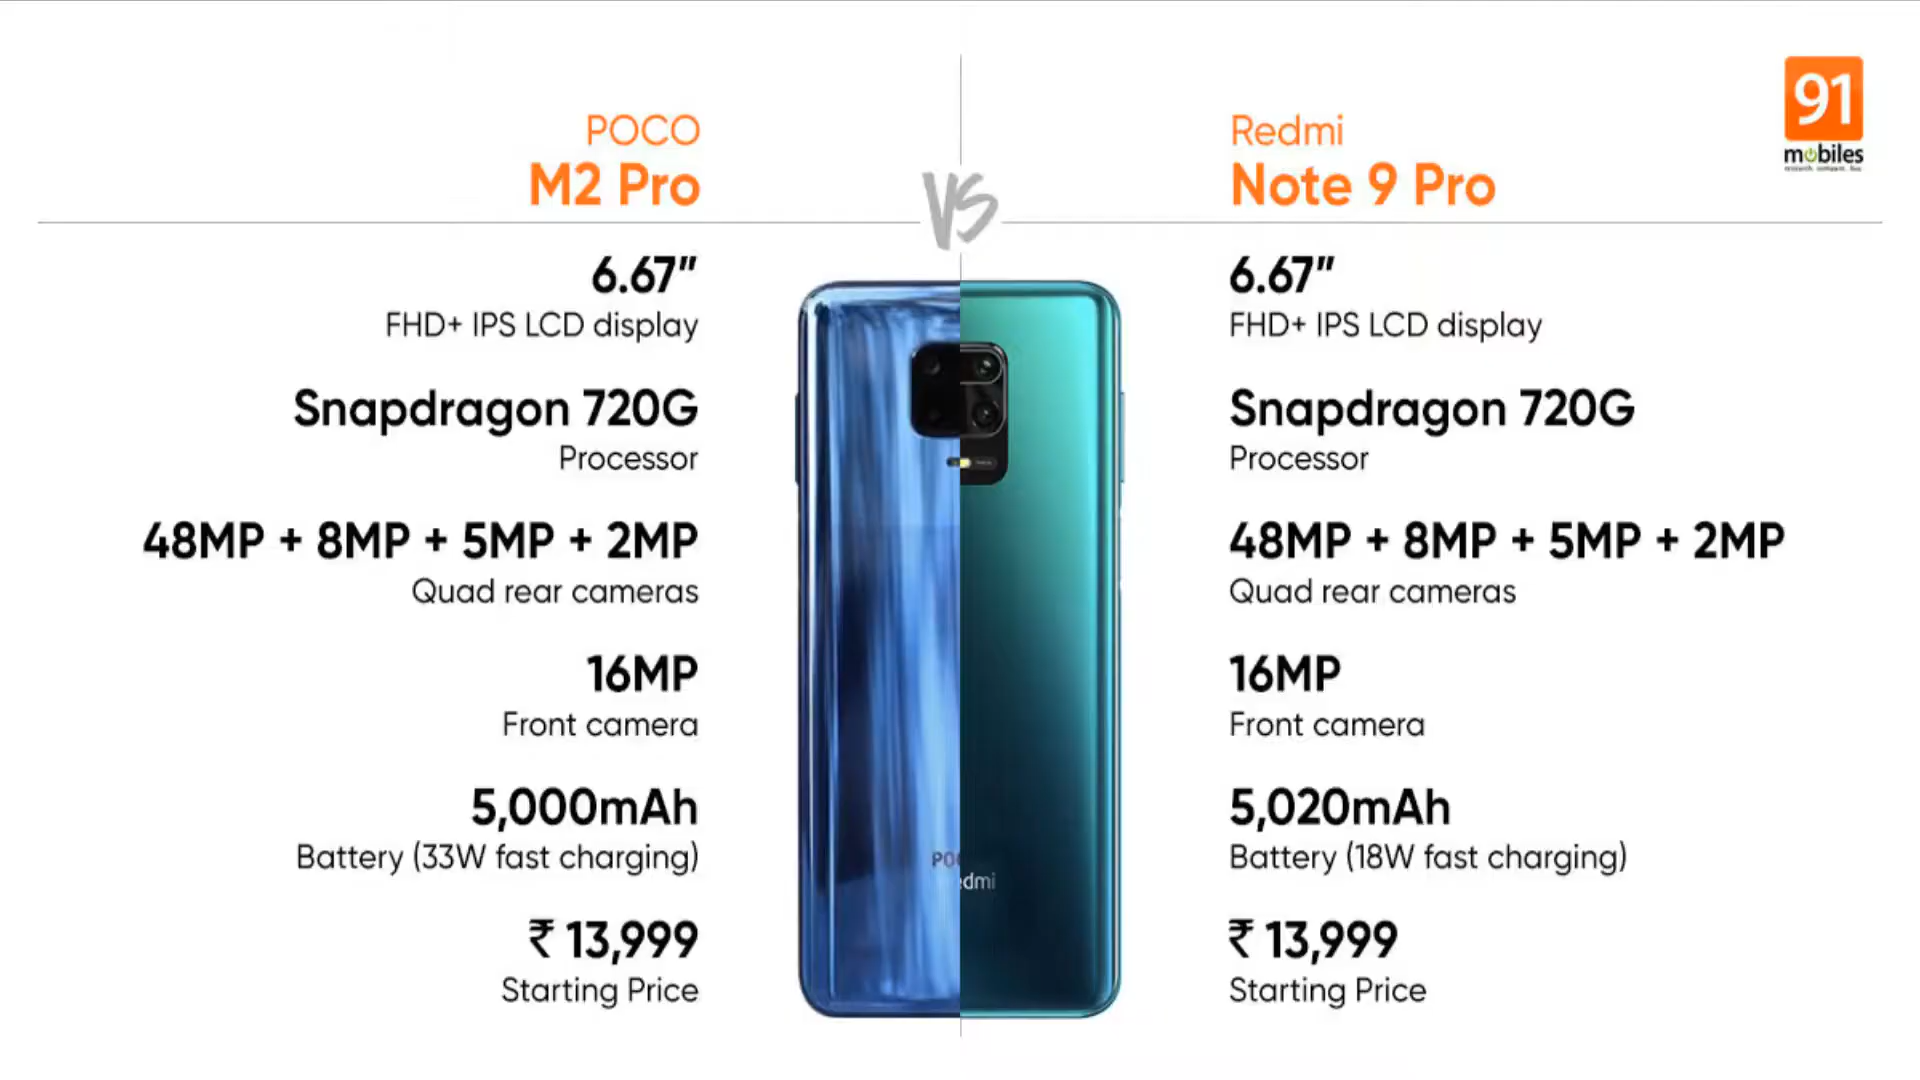 91
mobiles
POCO
M2 Pro
VS
Redmi
Note 9 Pro
6.67"
FHD+ IPS LCD display
Snapdragon 720G
Processor
48MP + 8MP + 5MP + 2MP
Quad rear cameras
16MP
Front camera
5,000mAh
Battery (33W fast charging)
₹ 13,999
Starting Price
6.67"
FHD+ IPS LCD display
Snapdragon 720G
Processor
48MP + 8MP + 5MP + 2MP
Quad rear cameras
16MP
Front camera
5,020mAh
Battery (18W fast charging)
₹ 13,999
Starting Price
POC
edmi